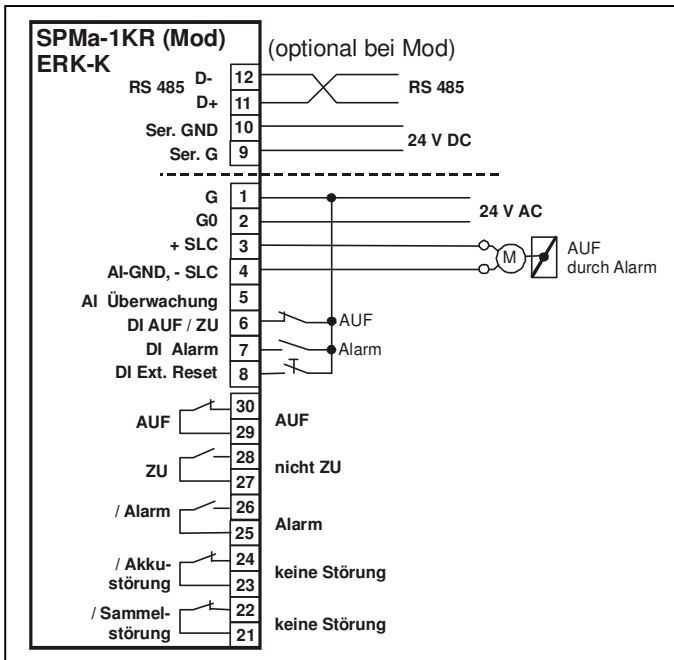 SPMa-1KR (Mod)
ERK-K
(optional bei Mod)
RS 485 D- 12 RS 485
D+ 11
Ser. GND 10
24 V DC
Ser. G 9
G 1
24 V AC
G0 2
+ SLC 3
M
AUF
durch Alarm
AI-GND, - SLC 4
AI Überwachung 5
DI AUF / ZU 6 AUF
DI Alarm 7 Alarm
DI Ext. Reset 8
30
AUF AUF
29
28
ZU nicht ZU
27
26
/ Alarm Alarm
25
24
/ Akku-
störung keine Störung
23
22
/ Sammel-
störung keine Störung
21